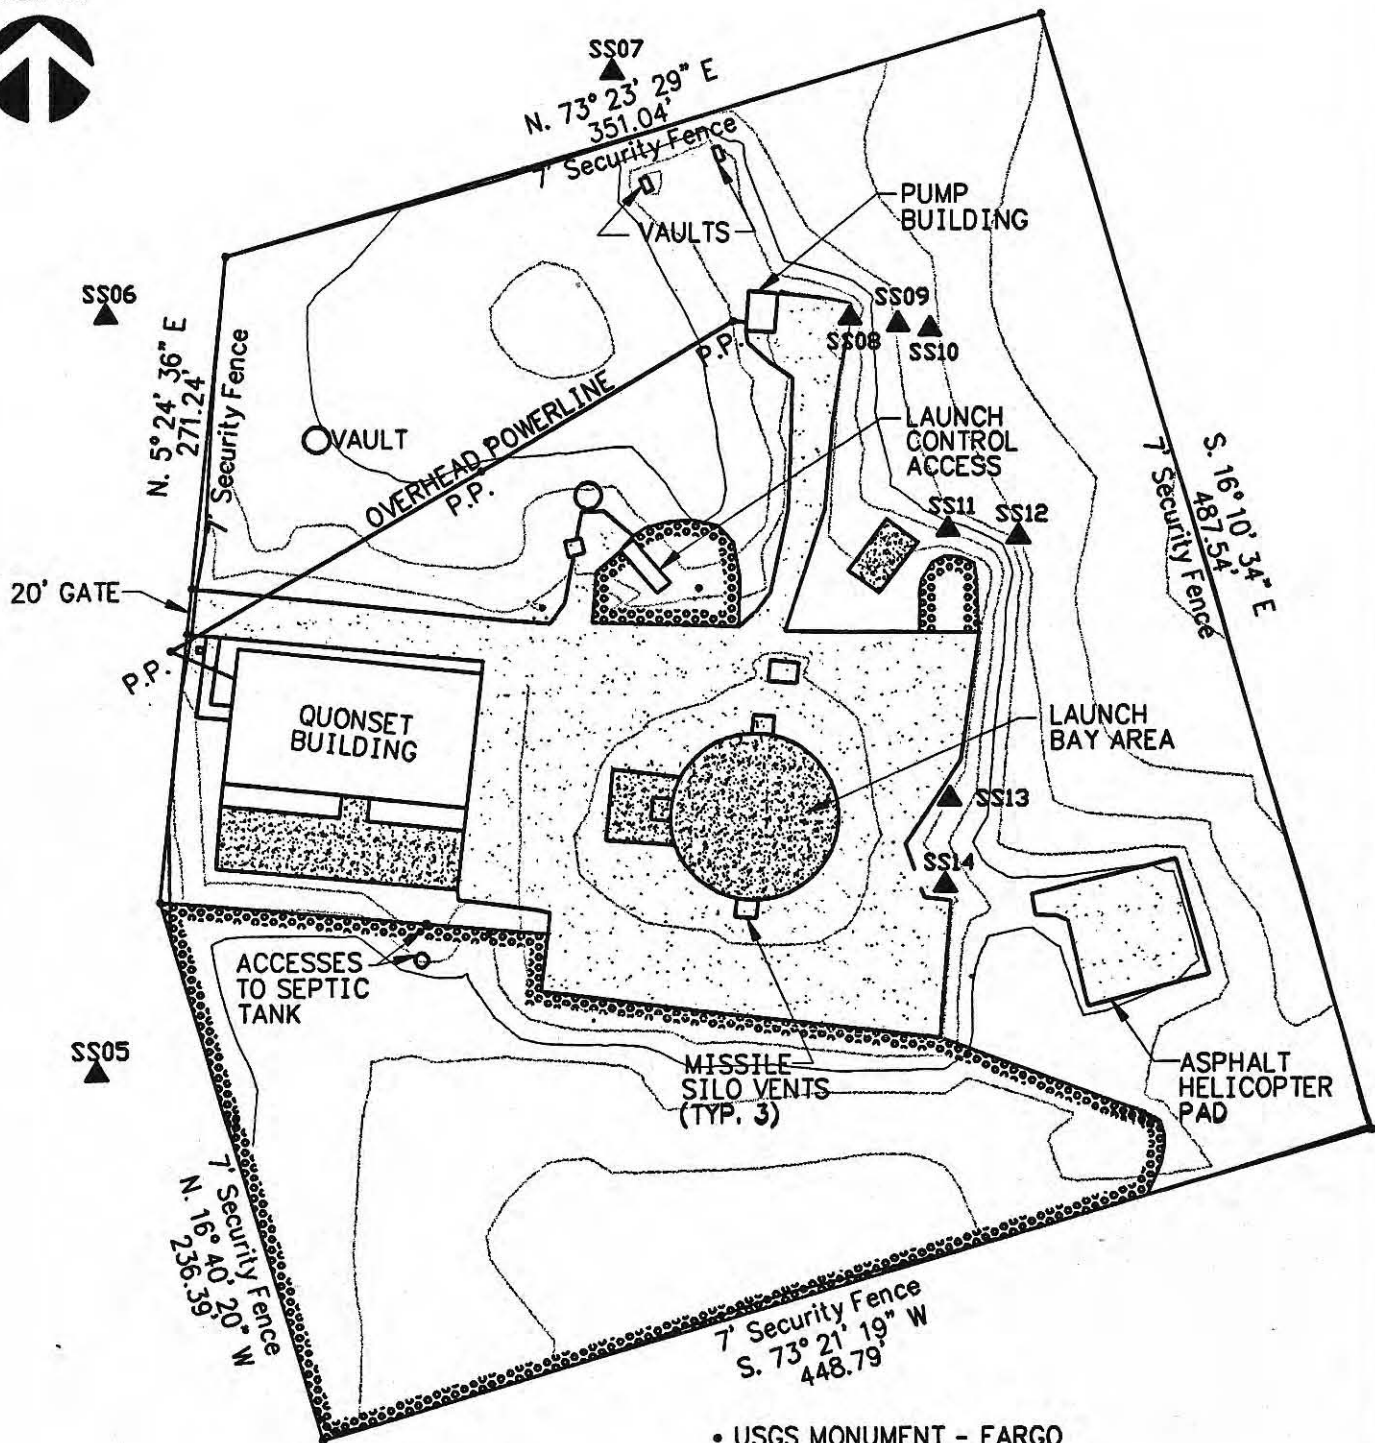 SS07
N. 73° 23' 29" E
351.04'
7' Security Fence
PUMP
BUILDING
VAULTS
SS06
SS09
SS08
SS10
P.P.
N. 5° 24' 36" E
271.24'
7' Security Fence
VAULT
OVERHEAD POWERLINE
P.P.
LAUNCH
CONTROL
ACCESS
S. 16° 10' 34" E
487.54'
7' Security Fence
SS11
SS12
20' GATE
P.P.
QUONSET
BUILDING
LAUNCH
BAY AREA
SS13
SS14
ACCESSES
TO SEPTIC
TANK
SS05
MISSILE
SILO VENTS
(TYP. 3)
ASPHALT
HELICOPTER
PAD
7' Security Fence
N. 16° 40' 20" W
236.39'
7' Security Fence
S. 73° 21' 19" W
448.79'
• USGS MONUMENT - FARGO